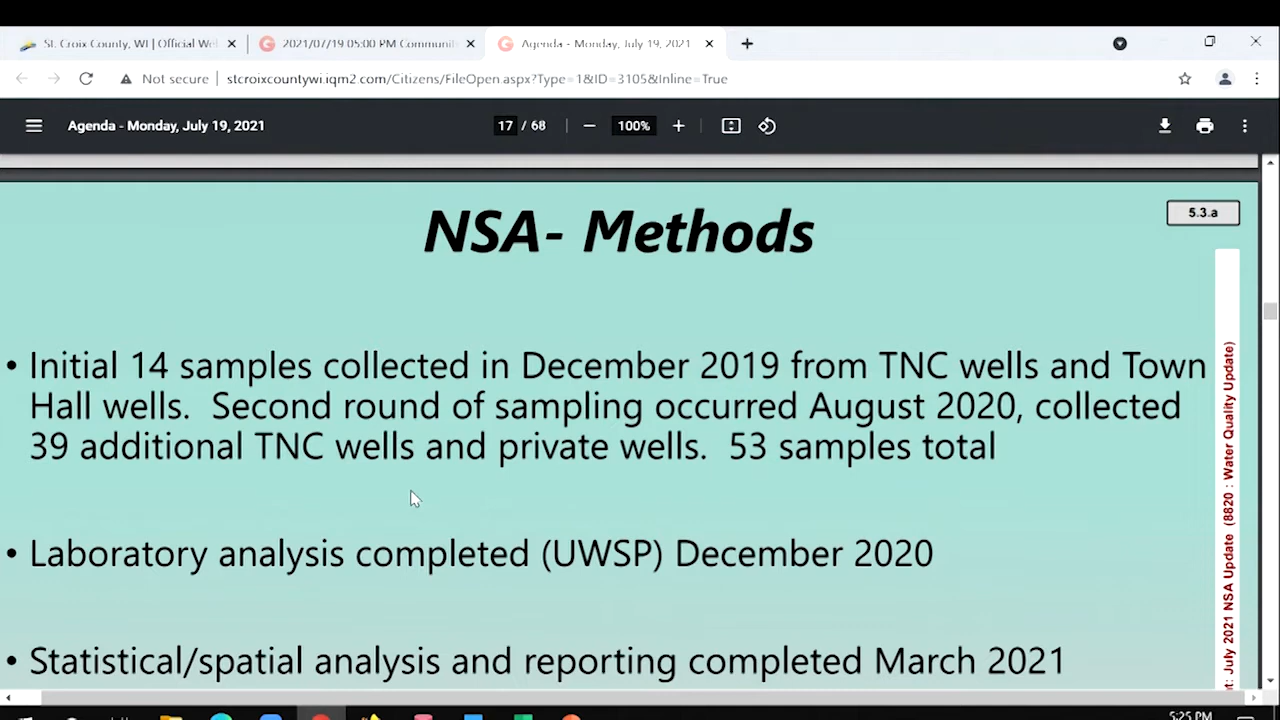 St. Croix County, WI | Official We
2021/07/19 05:00 PM Communit
Agenda - Monday, July 19, 2021
Not secure
stcroixcountywi.iqm2.com/Citizens/FileOpen.aspx?Type=1&ID=3105&Inline=True
Agenda - Monday, July 19, 2021
17 / 68
100%
5.3.a
NSA- Methods
• Initial 14 samples collected in December 2019 from TNC wells and Town
Hall wells. Second round of sampling occurred August 2020, collected
39 additional TNC wells and private wells. 53 samples total
• Laboratory analysis completed (UWSP) December 2020
• Statistical/spatial analysis and reporting completed March 2021
t: July 2021 NSA Update (8820 : Water Quality Update)
5:25 PM